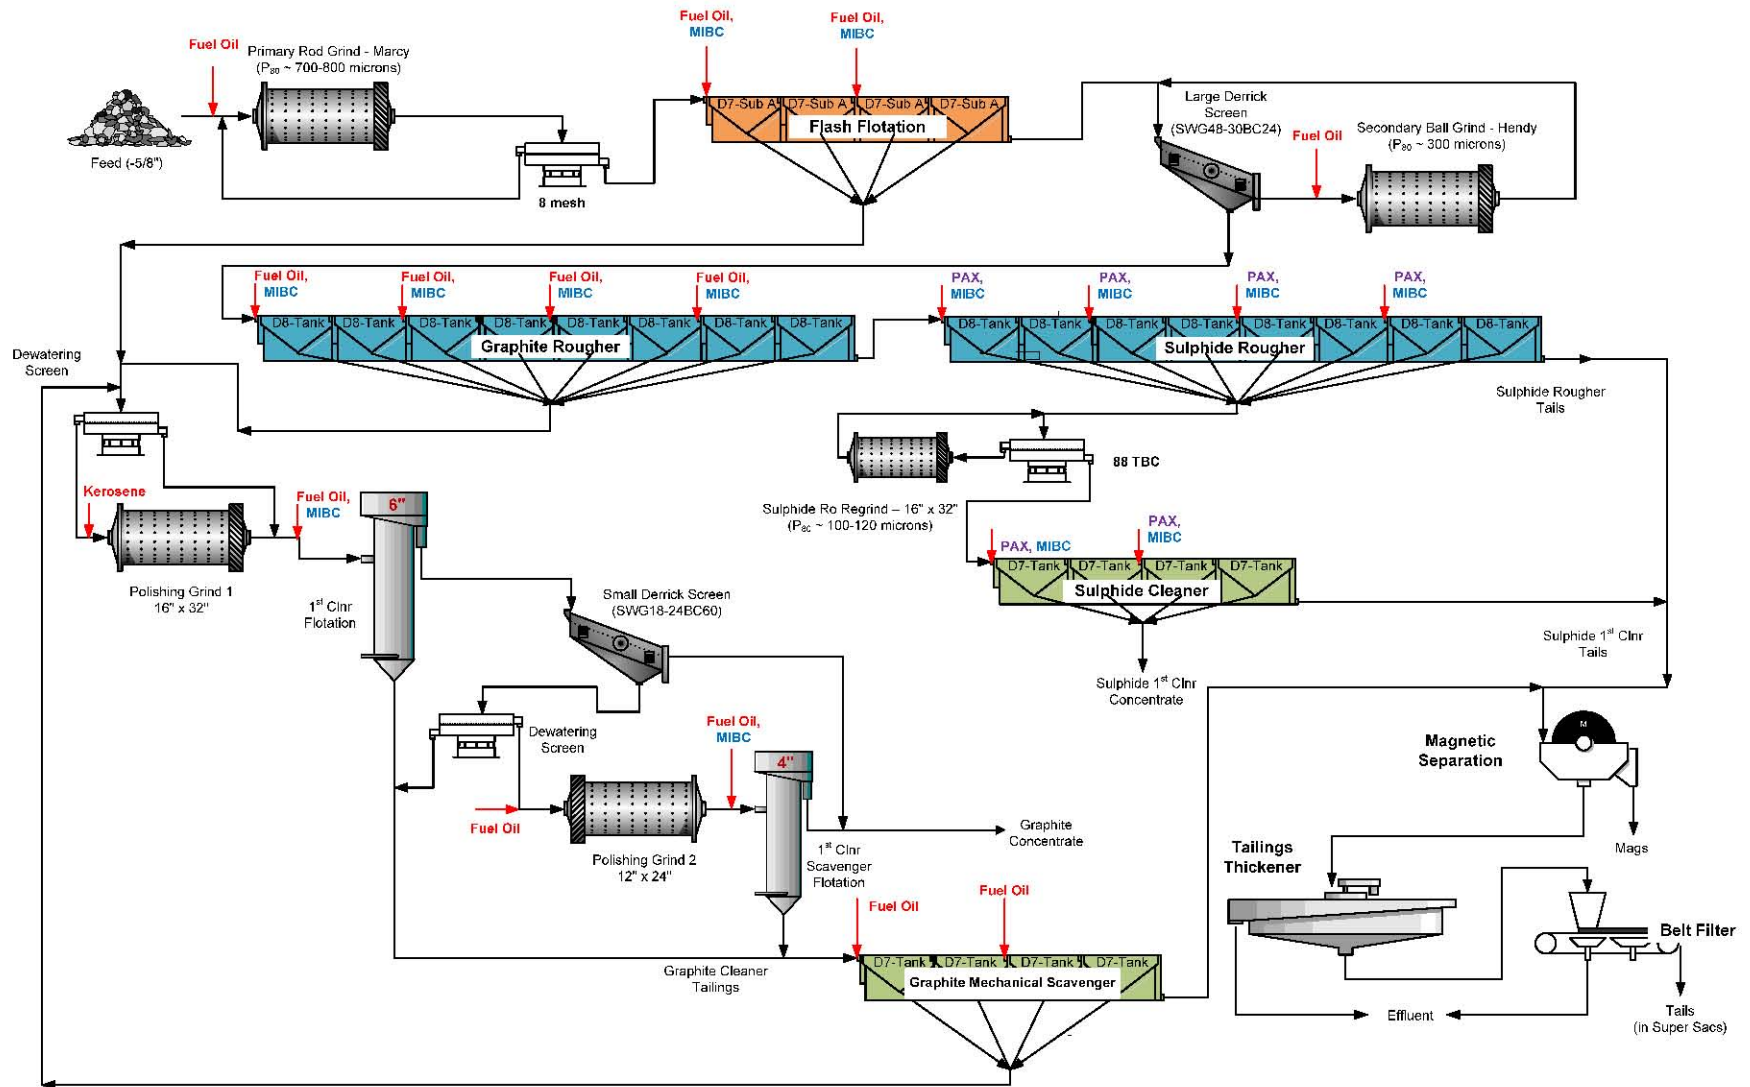 Fuel Oil
Primary Rod Grind - Marcy
(P₈₀ ~ 700-800 microns)
Feed (-5/8")
8 mesh
Fuel Oil,
MIBC
Fuel Oil,
MIBC
D7-Sub A
D7-Sub A
D7-Sub A
D7-Sub A
Flash Flotation
Large Derrick
Screen
(SWG48-30BC24)
Fuel Oil
Secondary Ball Grind - Hendy
(P₈₀ ~ 300 microns)
Fuel Oil,
MIBC
Fuel Oil,
MIBC
Fuel Oil,
MIBC
Fuel Oil,
MIBC
D8-Tank
D8-Tank
D8-Tank
D8-Tank
D8-Tank
D8-Tank
D8-Tank
D8-Tank
Graphite Rougher
PAX,
MIBC
PAX,
MIBC
PAX,
MIBC
PAX,
MIBC
D8-Tank
D8-Tank
D8-Tank
D8-Tank
D8-Tank
D8-Tank
D8-Tank
D8-Tank
Sulphide Rougher
Sulphide Rougher
Tails
Dewatering
Screen
88 TBC
Sulphide Ro Regrind – 16" x 32"
(P₈₀ ~ 100-120 microns)
Kerosene
Fuel Oil,
MIBC
6"
Polishing Grind 1
16" x 32"
1st Clnr
Flotation
Small Derrick Screen
(SWG18-24BC60)
PAX, MIBC
PAX,
MIBC
D7-Tank
D7-Tank
D7-Tank
D7-Tank
Sulphide Cleaner
Sulphide 1st Clnr
Tails
Sulphide 1st Clnr
Concentrate
Dewatering
Screen
Fuel Oil,
MIBC
4"
Fuel Oil
Polishing Grind 2
12" x 24"
1st Clnr
Scavenger
Flotation
Graphite
Concentrate
M
Magnetic
Separation
Mags
Tailings
Thickener
Belt Filter
Fuel Oil
Fuel Oil
Graphite Cleaner
Tailings
D7-Tank
D7-Tank
D7-Tank
D7-Tank
Graphite Mechanical Scavenger
Effluent
Tails
(in Super Sacs)